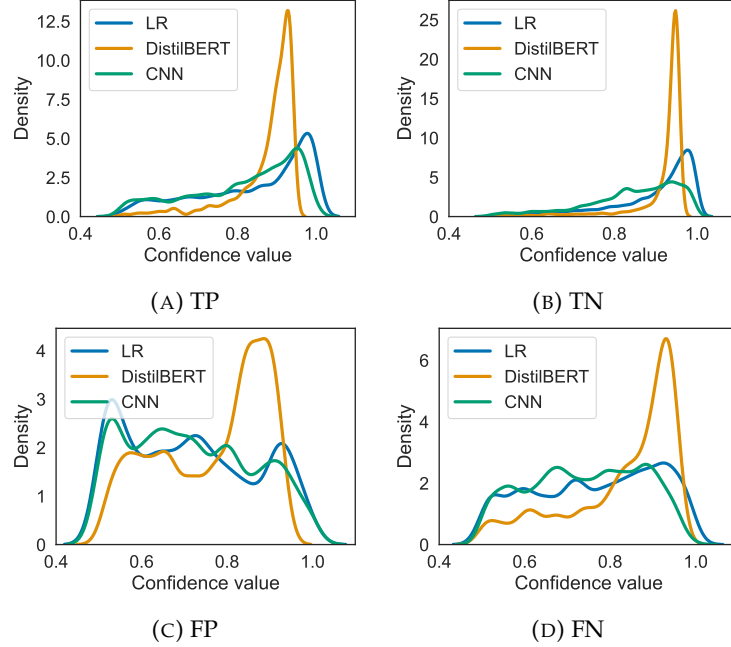 12.5
10.0
7.5
5.0
2.5
0.0
Density
LR
DistilBERT
CNN
0.4 0.6 0.8 1.0
Confidence value
(A) TP
25
20
15
10
5
0
Density
LR
DistilBERT
CNN
0.4 0.6 0.8 1.0
Confidence value
(B) TN
4
3
2
1
0
Density
LR
DistilBERT
CNN
0.4 0.6 0.8 1.0
Confidence value
(C) FP
6
4
2
0
Density
LR
DistilBERT
CNN
0.4 0.6 0.8 1.0
Confidence value
(D) FN